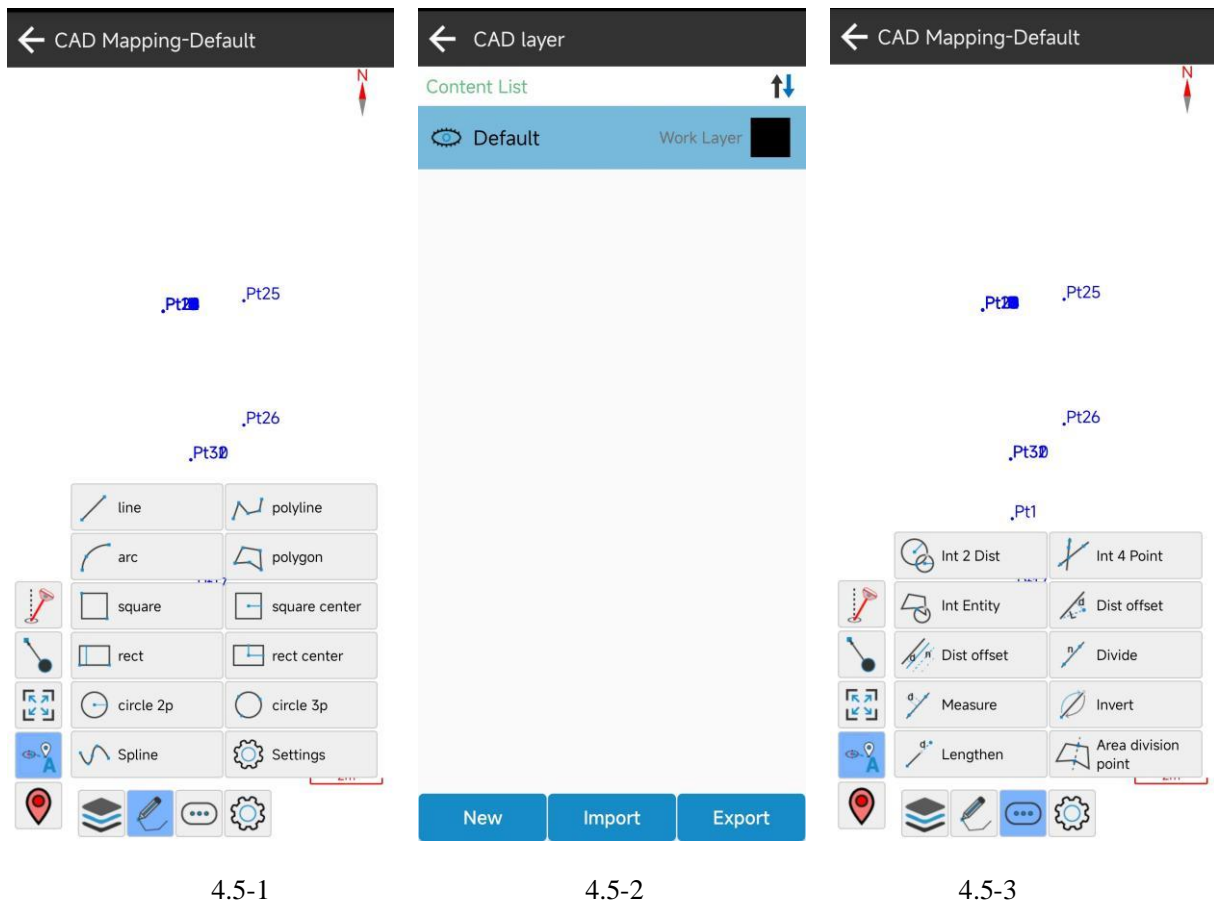 CAD Mapping-Default
N
Pt25
Pt26
line
polyline
arc
polygon
square
square center
rect
rect center
circle 2p
circle 3p
Spline
Settings
A
4.5-1
CAD layer
Content List
Default
Work Layer
New
Import
Export
4.5-2
CAD Mapping-Default
N
Pt25
Pt26
Pt1
Int 2 Dist
Int 4 Point
Int Entity
Dist offset
Dist offset
Divide
Measure
Invert
Lengthen
Area division
point
A
4.5-3